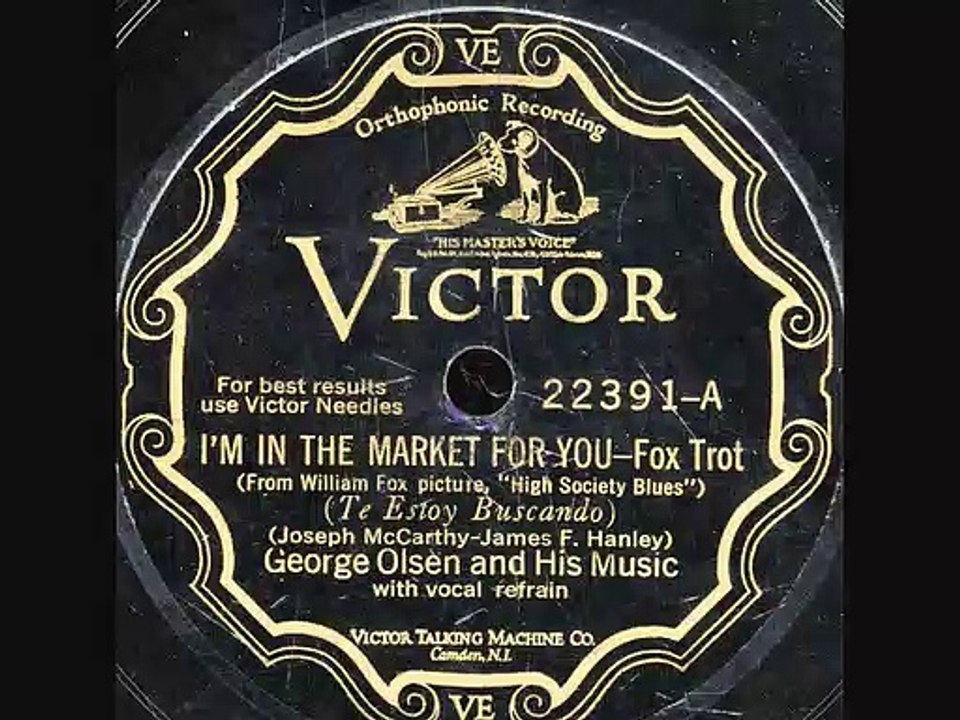 VE
Orthophonic Recording
"HIS MASTER'S VOICE"
VICTOR
For best results
use Victor Needles
22391-A
I'M IN THE MARKET FOR YOU—Fox Trot
(From William Fox picture, "High Society Blues")
(Te Estoy Buscando)
(Joseph McCarthy-James F. Hanley)
George Olsen and His Music
with vocal refrain
VICTOR TALKING MACHINE CO.
Camden, N.J.
VE